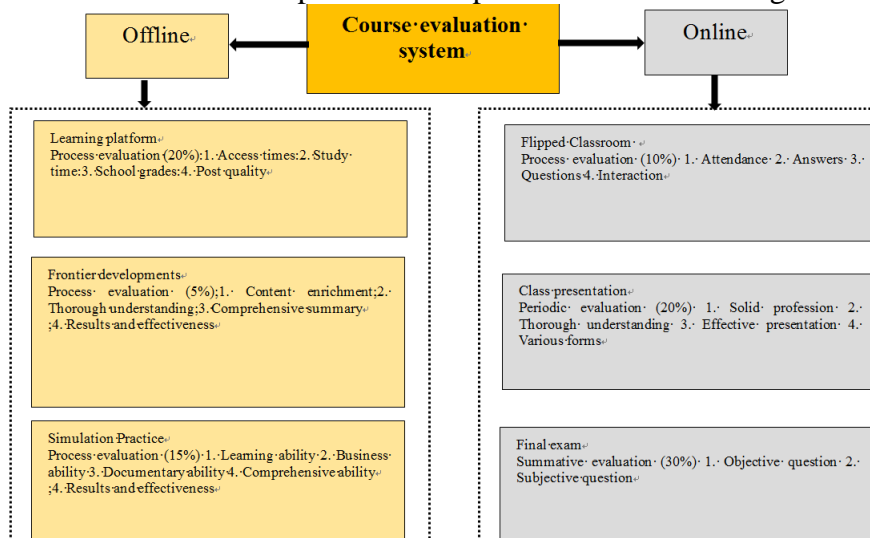 Course evaluation
system
Offline
Online
Learning platform
Process evaluation (20%):1. Access times:2. Study
time:3. School grades:4. Post quality
Frontier developments
Process evaluation (5%);1. Content enrichment;2.
Thorough understanding;3.Comprehensive summary
;4. Results and effectiveness
Simulation Practice
Process evaluation (15%) 1. Learning ability 2. Business
ability 3. Documentary ability 4. Comprehensive ability
;4. Results and effectiveness
Flipped Classroom
Process evaluation (10%) 1. Attendance 2. Answers 3.
Questions 4. Interaction
Class presentation
Periodic evaluation (20%) 1. Solid profession 2.
Thorough understanding 3. Effective presentation 4.
Various forms
Final exam
Summative evaluation (30%) 1. Objective question 2.
Subjective question